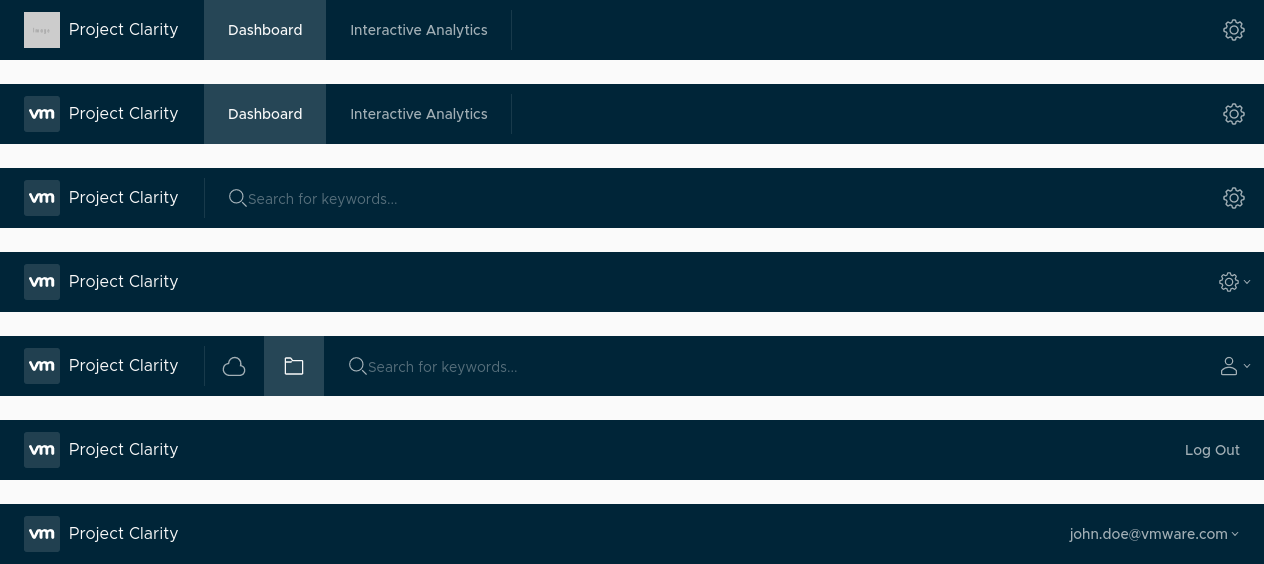 Image Project Clarity Dashboard Interactive Analytics
vm Project Clarity Dashboard Interactive Analytics
vm Project Clarity Search for keywords...
vm Project Clarity
vm Project Clarity Search for keywords...
vm Project Clarity Log Out
vm Project Clarity john.doe@vmware.com